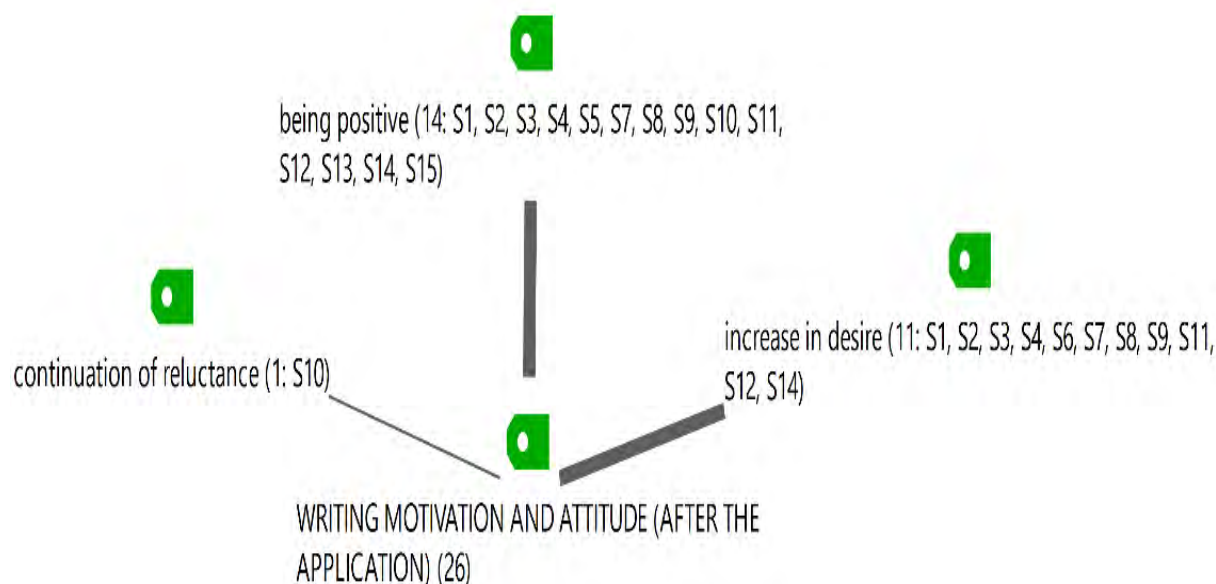 being positive (14: S1, S2, S3, S4, S5, S7, S8, S9, S10, S11,
S12, S13, S14, S15)
continuation of reluctance (1: S10)
increase in desire (11: S1, S2, S3, S4, S6, S7, S8, S9, S11,
S12, S14)
WRITING MOTIVATION AND ATTITUDE (AFTER THE
APPLICATION) (26)